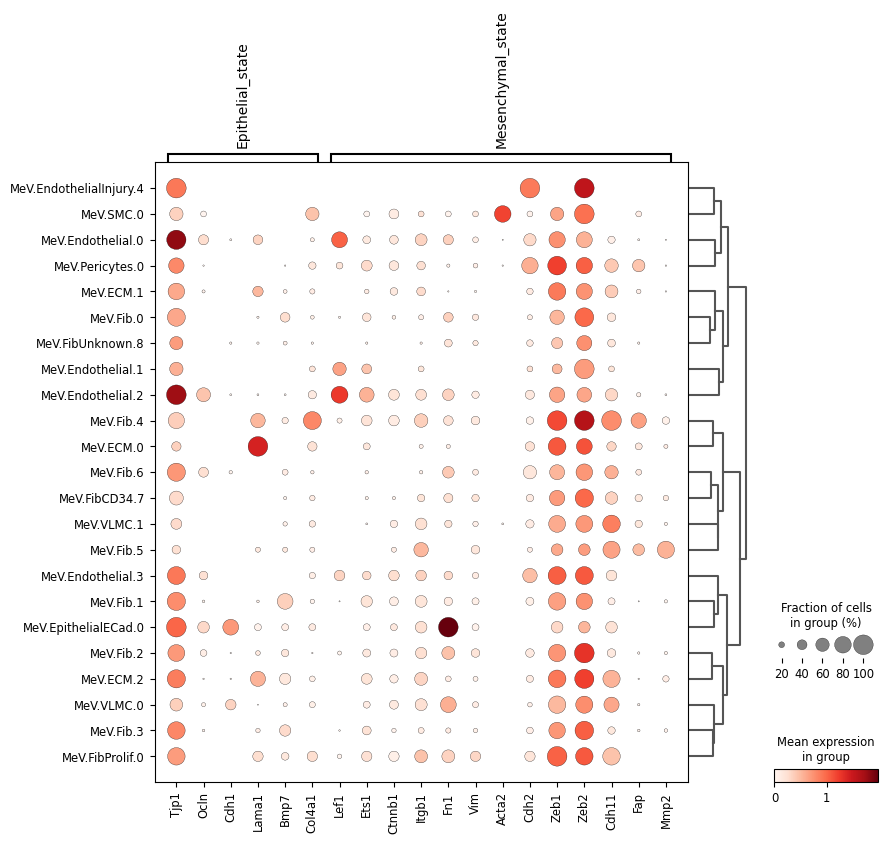 Epithelial_state
Mesenchymal_state
MeV.EndothelialInjury.4
MeV.SMC.0
MeV.Endothelial.0
MeV.Pericytes.0
MeV.ECM.1
MeV.Fib.0
MeV.FibUnknown.8
MeV.Endothelial.1
MeV.Endothelial.2
MeV.Fib.4
MeV.ECM.0
MeV.Fib.6
MeV.FibCD34.7
MeV.VLMC.1
MeV.Fib.5
MeV.Endothelial.3
MeV.Fib.1
MeV.EpithelialECad.0
MeV.Fib.2
MeV.ECM.2
MeV.VLMC.0
MeV.Fib.3
MeV.FibProlif.0
Tjp1
Ocln
Cdh1
Lama1
Bmp7
Col4a1
Lef1
Ets1
Ctnnb1
Itgb1
Fn1
Vim
Acta2
Cdh2
Zeb1
Zeb2
Cdh11
Fap
Mmp2
Fraction of cells
in group (%)
20 40 60 80 100
Mean expression
in group
0 1